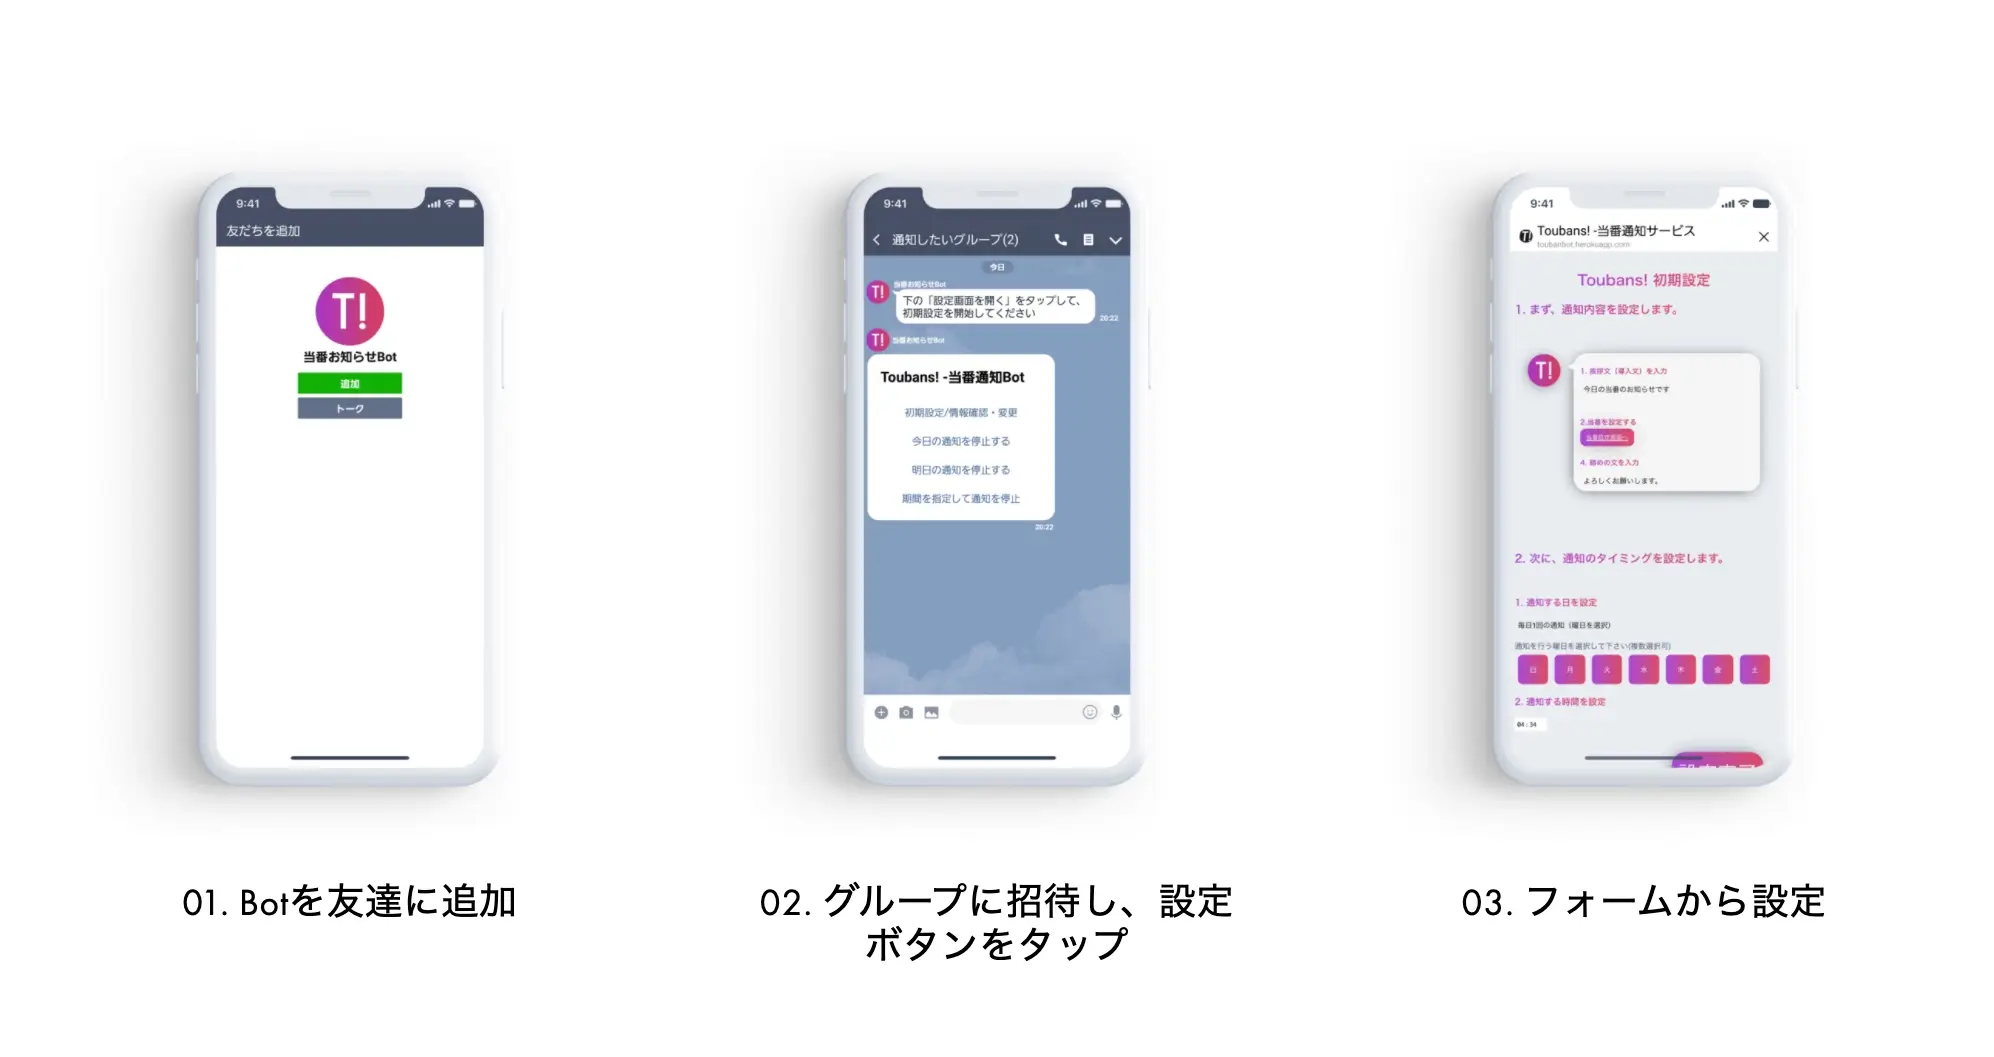 9:41
友だちを追加
T!
当番お知らせBot
追加
トーク
01. Botを友達に追加
9:41
通知したいグループ(2)
今日
T!
当番お知らせBot
下の「設定画面を開く」をタップして、
初期設定を開始してください
20:22
T!
当番お知らせBot
Toubans! -当番通知Bot
初期設定/情報確認・変更
今日の通知を停止する
明日の通知を停止する
期間を指定して通知を停止
20:22
02. グループに招待し、設定
ボタンをタップ
9:41
Toubans! -当番通知サービス
toubanbot.herokuapp.com
Toubans! 初期設定
1. まず、通知内容を設定します。
T!
1. 挨拶文（導入文）を入力
今日の当番のお知らせです
2.当番を設定する
当番設定画面へ
4. 締めの文を入力
よろしくお願いします。
2. 次に、通知のタイミングを設定します。
1. 通知する日を設定
毎日1回の通知（曜日を選択）
通知を行う曜日を選択して下さい(複数選択可)
日 月 火 水 木 金 土
2. 通知する時間を設定
04:34
03. フォームから設定